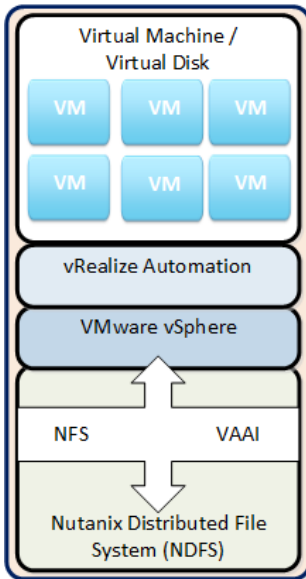 Virtual Machine /
Virtual Disk
VM VM VM
VM VM VM
vRealize Automation
VMware vSphere
NFS VAAI
Nutanix Distributed File
System (NDFS)